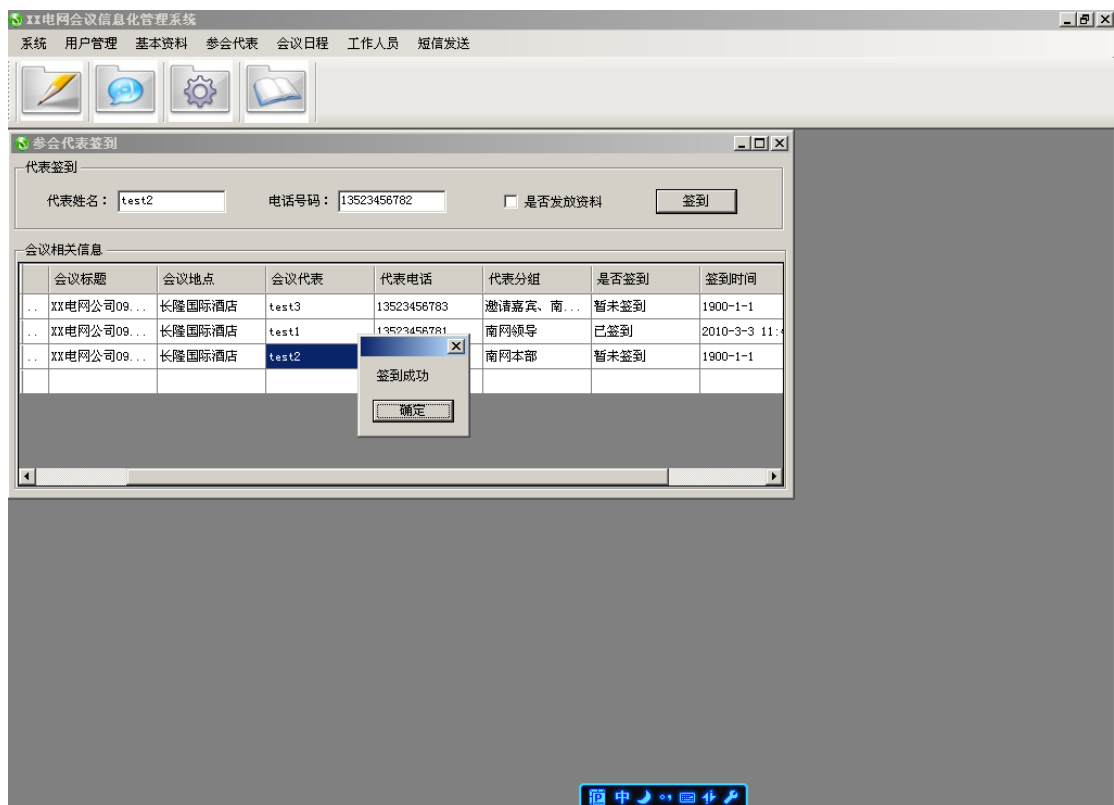 XX电网会议信息化管理系统
系统 用户管理 基本资料 参会代表 会议日程 工作人员 短信发送
参会代表签到
代表签到
代表姓名： test2 电话号码： 13523456782 是否发放资料 签到
会议相关信息
会议标题 会议地点 会议代表 代表电话 代表分组 是否签到 签到时间
.. XX电网公司09... 长隆国际酒店 test3 13523456783 邀请嘉宾、南... 暂未签到 1900-1-1
.. XX电网公司09... 长隆国际酒店 test1 13523456781 南网领导 已签到 2010-3-3 11:4
.. XX电网公司09... 长隆国际酒店 test2 南网本部 暂未签到 1900-1-1
签到成功
确定
中